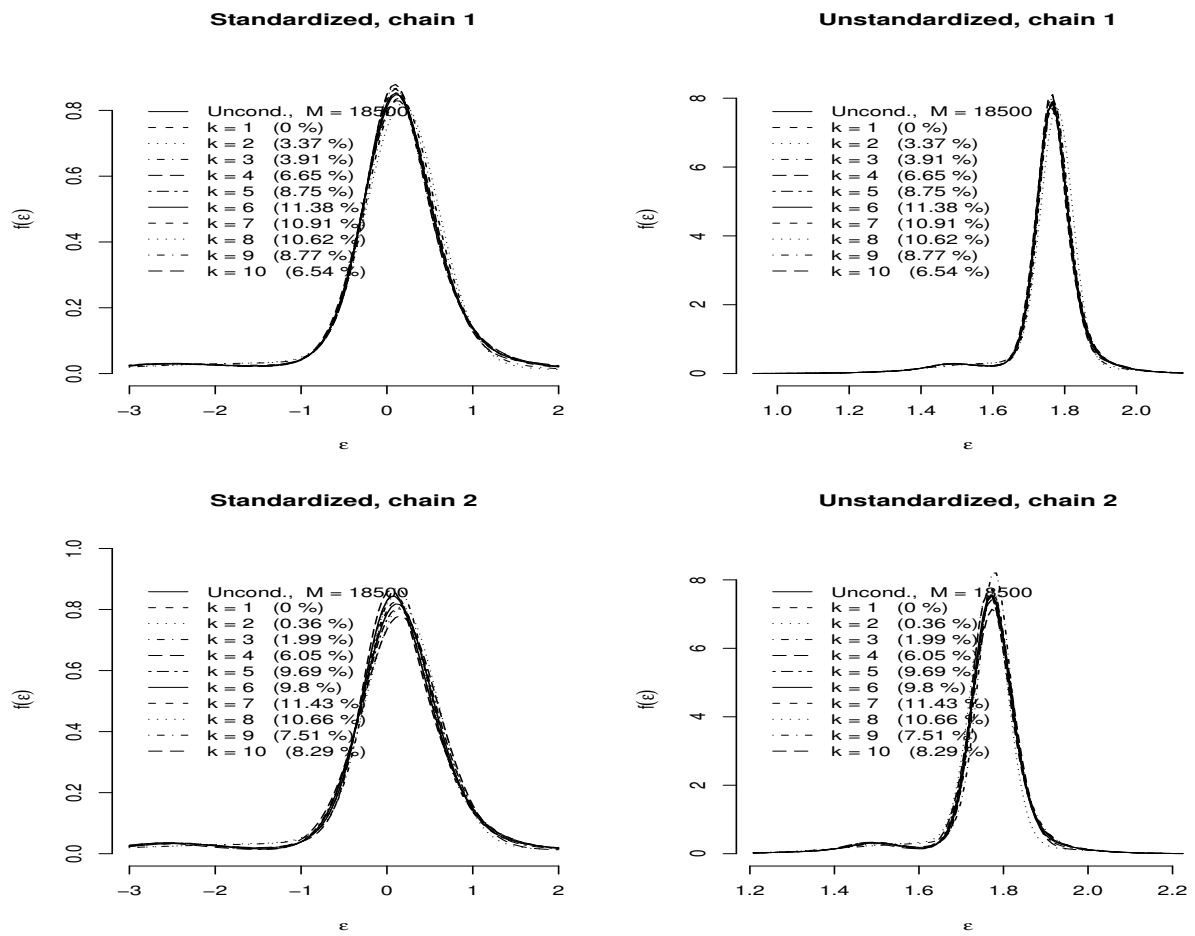 Standardized, chain 1
f(ε)
0.0 0.2 0.4 0.6 0.8
Uncond., M = 18500
k = 1 (0 %)
k = 2 (3.37 %)
k = 3 (3.91 %)
k = 4 (6.65 %)
k = 5 (8.75 %)
k = 6 (11.38 %)
k = 7 (10.91 %)
k = 8 (10.62 %)
k = 9 (8.77 %)
k = 10 (6.54 %)
−3 −2 −1 0 1 2
ε
Unstandardized, chain 1
f(ε)
0 2 4 6 8
Uncond., M = 18500
k = 1 (0 %)
k = 2 (3.37 %)
k = 3 (3.91 %)
k = 4 (6.65 %)
k = 5 (8.75 %)
k = 6 (11.38 %)
k = 7 (10.91 %)
k = 8 (10.62 %)
k = 9 (8.77 %)
k = 10 (6.54 %)
1.0 1.2 1.4 1.6 1.8 2.0
ε
Standardized, chain 2
f(ε)
0.0 0.2 0.4 0.6 0.8 1.0
Uncond., M = 18500
k = 1 (0 %)
k = 2 (0.36 %)
k = 3 (1.99 %)
k = 4 (6.05 %)
k = 5 (9.69 %)
k = 6 (9.8 %)
k = 7 (11.43 %)
k = 8 (10.66 %)
k = 9 (7.51 %)
k = 10 (8.29 %)
−3 −2 −1 0 1 2
ε
Unstandardized, chain 2
f(ε)
0 2 4 6 8
Uncond., M = 18500
k = 1 (0 %)
k = 2 (0.36 %)
k = 3 (1.99 %)
k = 4 (6.05 %)
k = 5 (9.69 %)
k = 6 (9.8 %)
k = 7 (11.43 %)
k = 8 (10.66 %)
k = 9 (7.51 %)
k = 10 (8.29 %)
1.2 1.4 1.6 1.8 2.0 2.2
ε